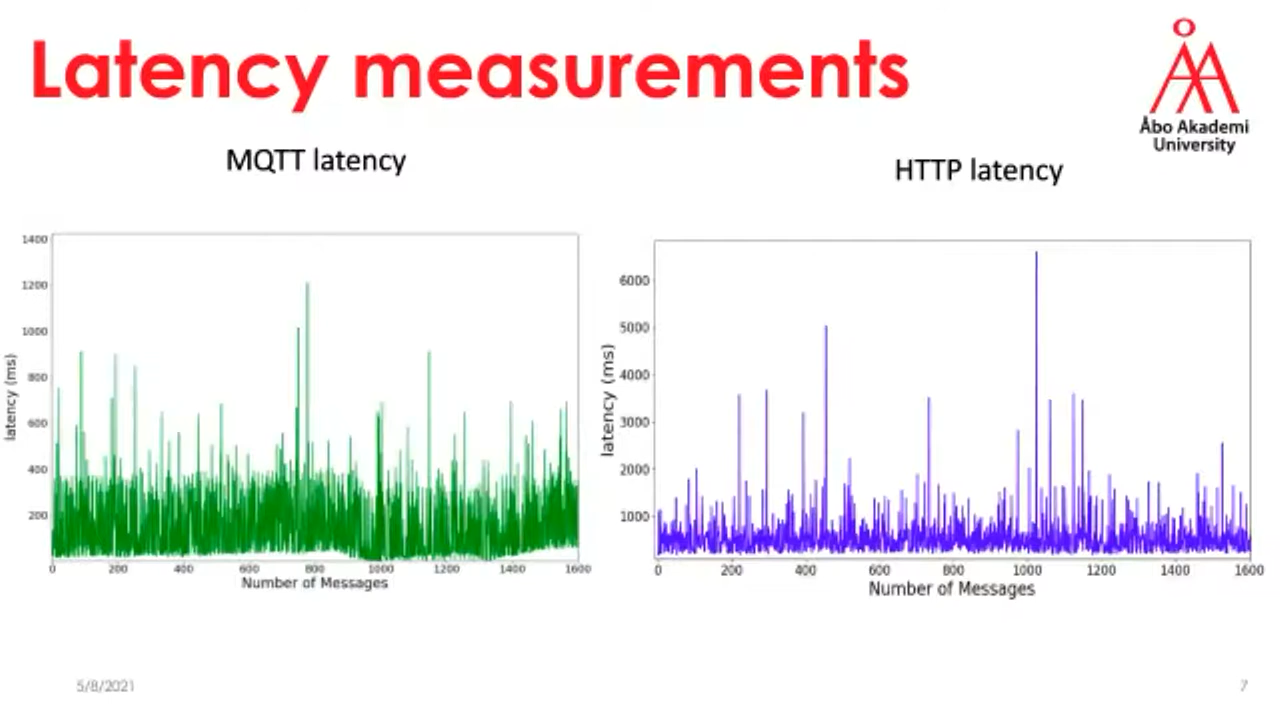 Latency measurements
Åbo Akademi
University
MQTT latency
HTTP latency
1400
1200
1000
800
600
400
200
latency (ms)
0 200 400 600 800 1000 1200 1400 1600
Number of Messages
6000
5000
4000
3000
2000
1000
latency (ms)
0 200 400 600 800 1000 1200 1400 1600
Number of Messages
5/8/2021
7